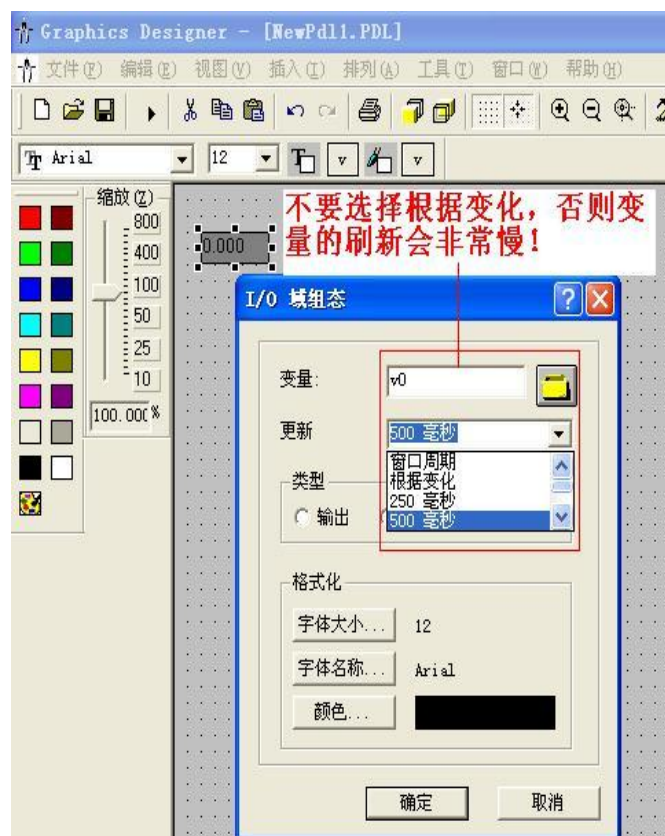 Graphics Designer - [NewPdl1.PDL]
文件(F) 编辑(E) 视图(V) 插入(I) 排列(A) 工具(T) 窗口(W) 帮助(H)
Arial 12
缩放(Z)
800
400
100
50
25
10
100.000 %
0.000
不要选择根据变化，否则变
量的刷新会非常慢！
I/O 域组态
变量:
v0
更新
500 毫秒
窗口周期
根据变化
250 毫秒
500 毫秒
类型
输出
格式化
字体大小... 12
字体名称... Arial
颜色...
确定 取消